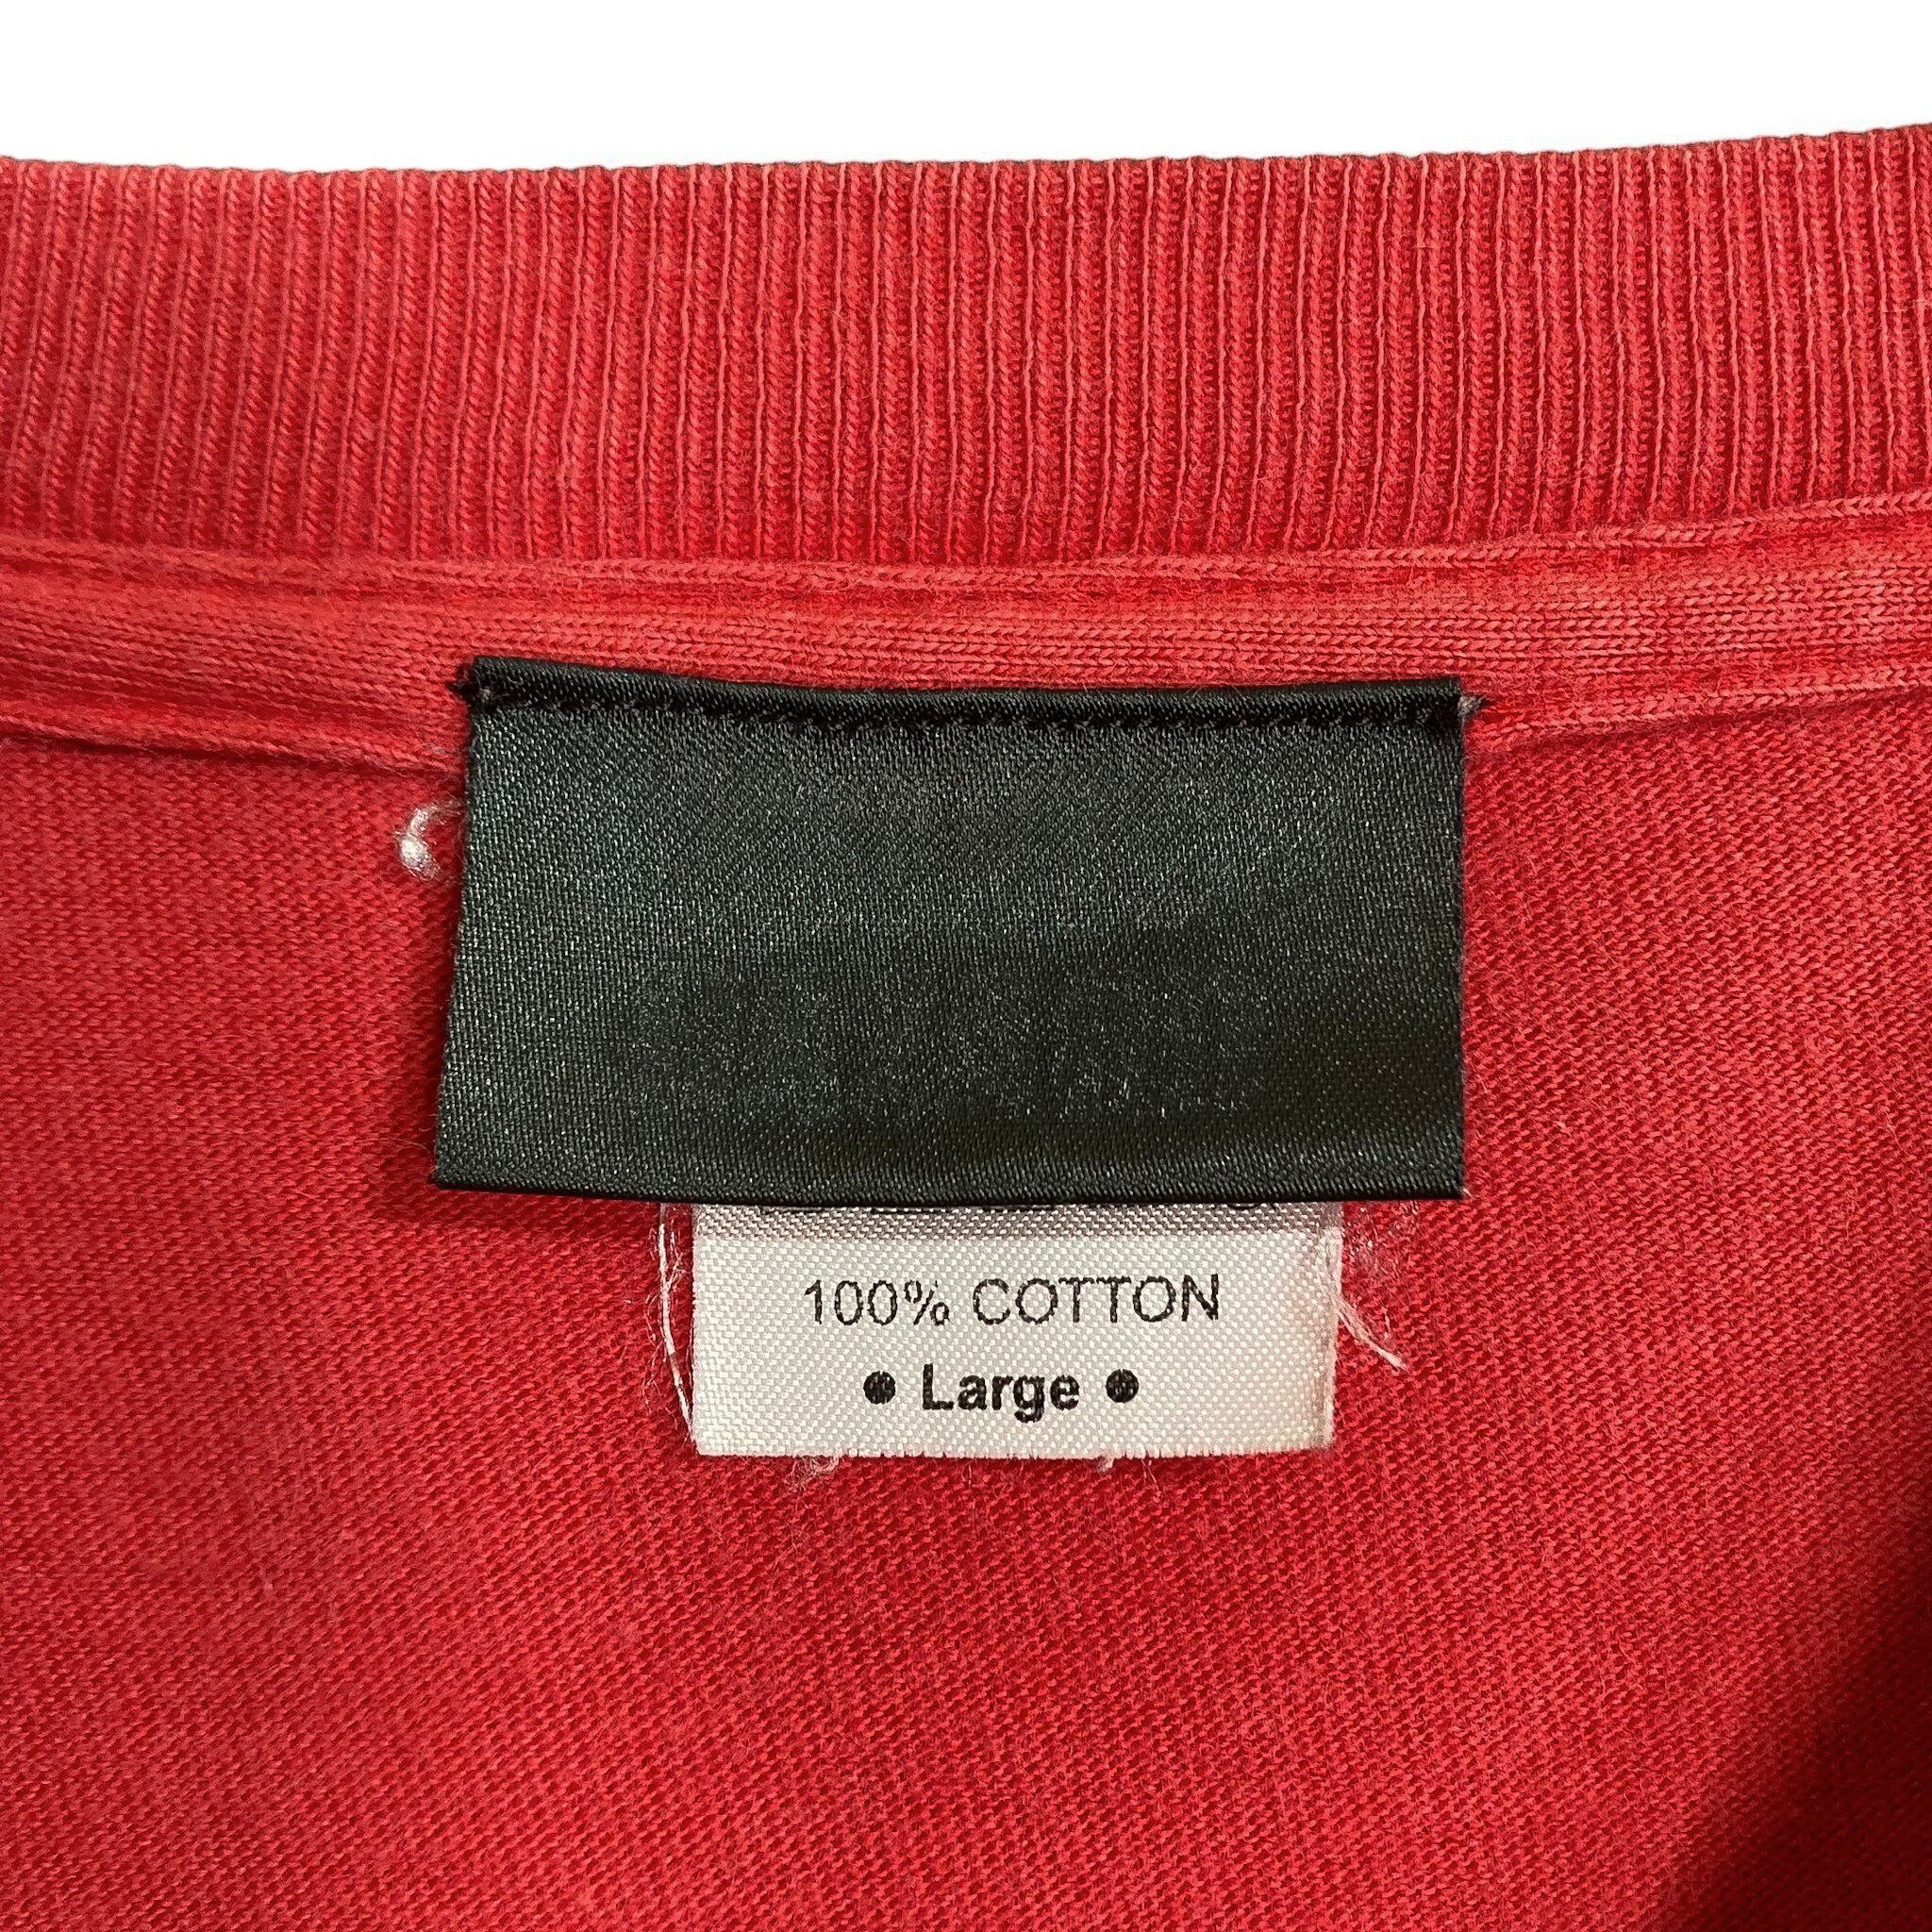 100% COTTON
• Large •